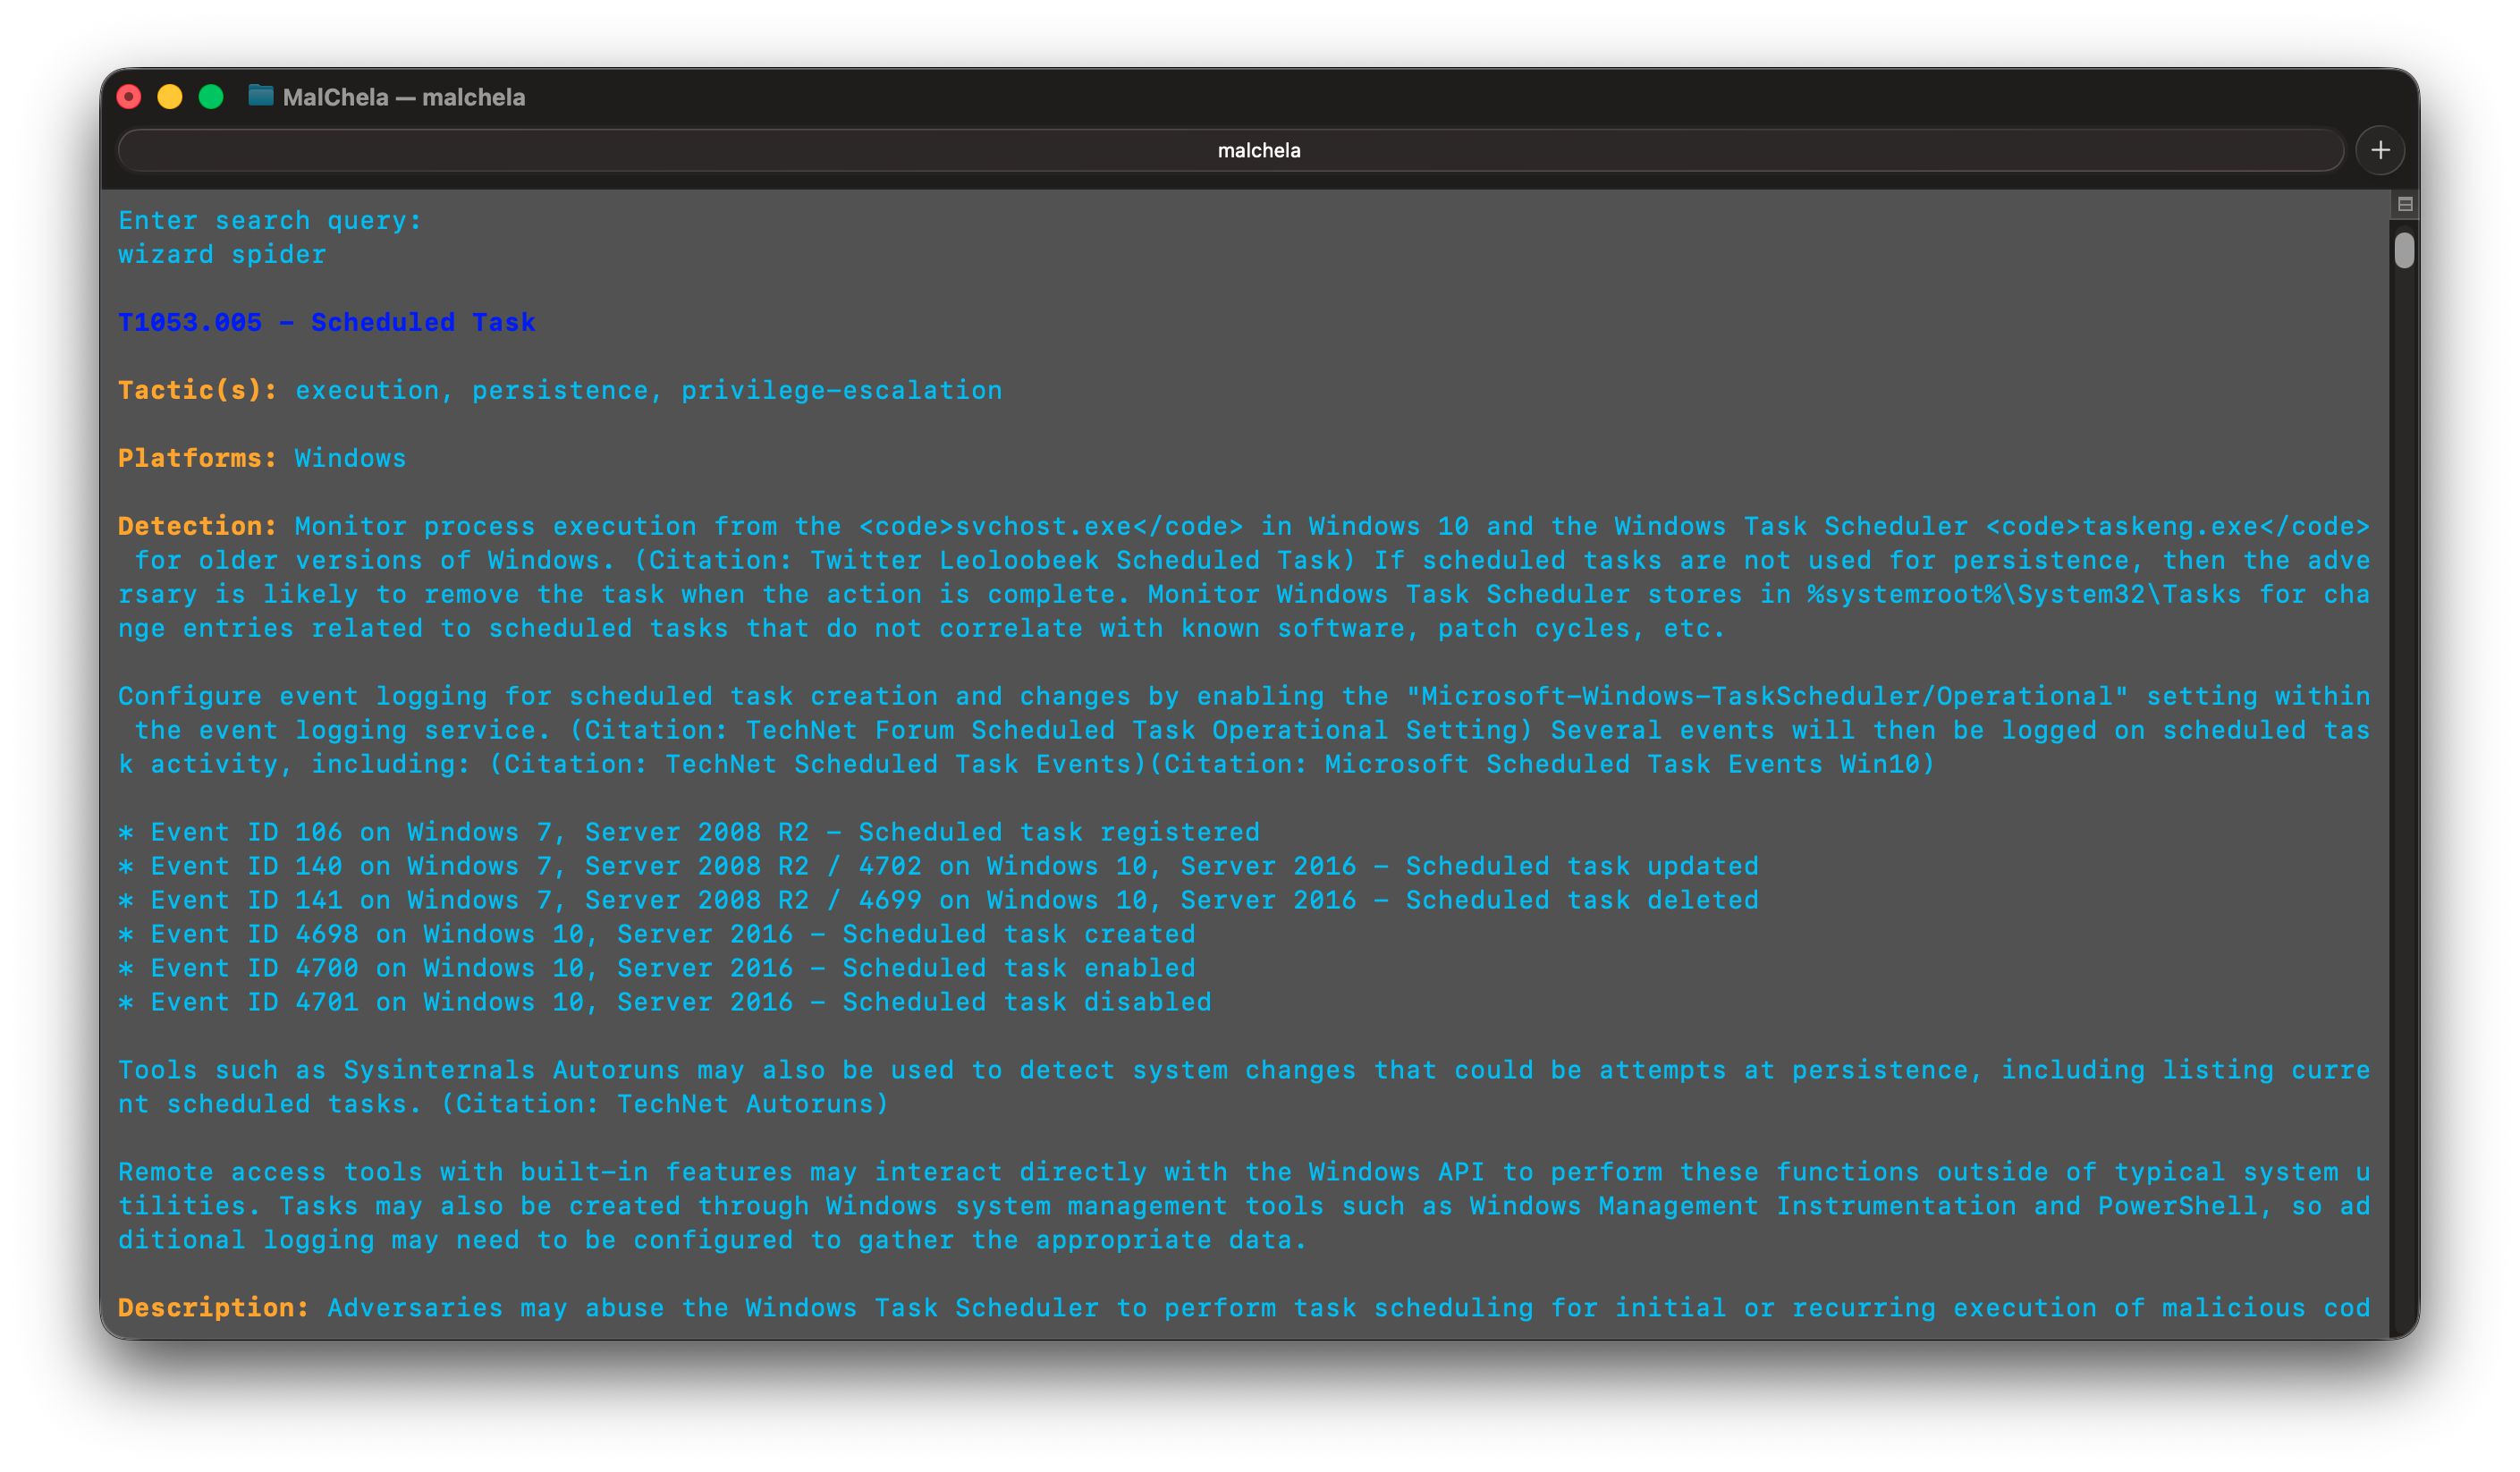 MalChela — malchela
malchela
Enter search query:
wizard spider
T1053.005 - Scheduled Task
Tactic(s): execution, persistence, privilege-escalation
Platforms: Windows
Detection: Monitor process execution from the <code>svchost.exe</code> in Windows 10 and the Windows Task Scheduler <code>taskeng.exe</code>
 for older versions of Windows. (Citation: Twitter Leoloobeek Scheduled Task) If scheduled tasks are not used for persistence, then the adve
rsary is likely to remove the task when the action is complete. Monitor Windows Task Scheduler stores in %systemroot%\System32\Tasks for cha
nge entries related to scheduled tasks that do not correlate with known software, patch cycles, etc.
Configure event logging for scheduled task creation and changes by enabling the "Microsoft-Windows-TaskScheduler/Operational" setting within
 the event logging service. (Citation: TechNet Forum Scheduled Task Operational Setting) Several events will then be logged on scheduled tas
k activity, including: (Citation: TechNet Scheduled Task Events)(Citation: Microsoft Scheduled Task Events Win10)
* Event ID 106 on Windows 7, Server 2008 R2 - Scheduled task registered
* Event ID 140 on Windows 7, Server 2008 R2 / 4702 on Windows 10, Server 2016 - Scheduled task updated
* Event ID 141 on Windows 7, Server 2008 R2 / 4699 on Windows 10, Server 2016 - Scheduled task deleted
* Event ID 4698 on Windows 10, Server 2016 - Scheduled task created
* Event ID 4700 on Windows 10, Server 2016 - Scheduled task enabled
* Event ID 4701 on Windows 10, Server 2016 - Scheduled task disabled
Tools such as Sysinternals Autoruns may also be used to detect system changes that could be attempts at persistence, including listing curre
nt scheduled tasks. (Citation: TechNet Autoruns)
Remote access tools with built-in features may interact directly with the Windows API to perform these functions outside of typical system u
tilities. Tasks may also be created through Windows system management tools such as Windows Management Instrumentation and PowerShell, so ad
ditional logging may need to be configured to gather the appropriate data.
Description: Adversaries may abuse the Windows Task Scheduler to perform task scheduling for initial or recurring execution of malicious cod